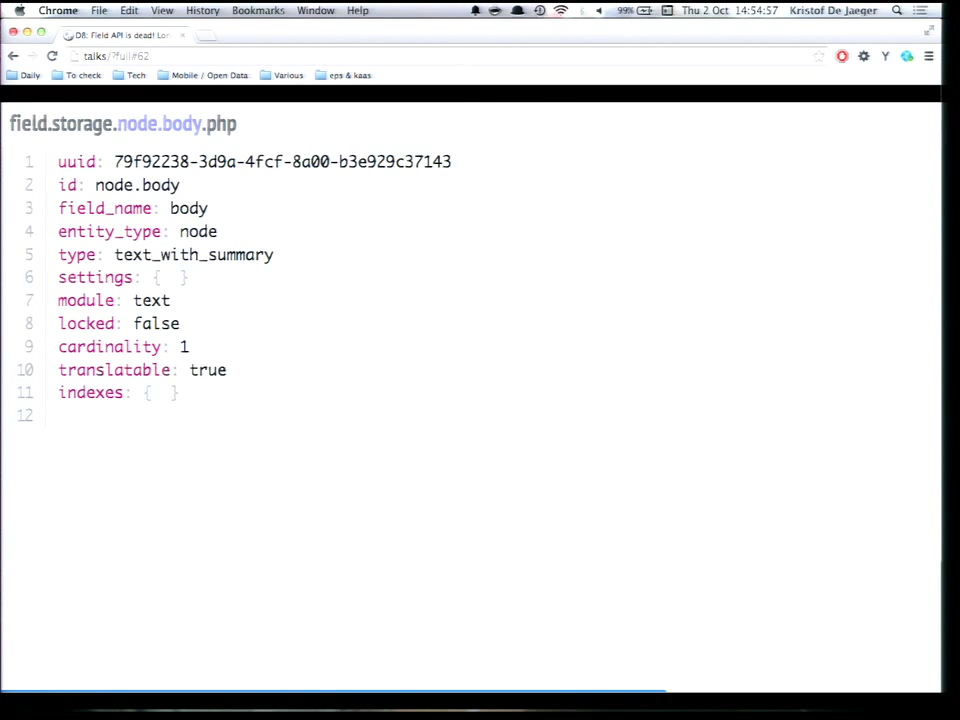 Chrome File Edit View History Bookmarks Window Help 99% Thu 2 Oct 14:54:57 Kristof De Jaeger
D8: Field API is dead! Lor
talks/?full#62
Daily To check Tech Mobile / Open Data Various eps & kaas
field.storage.node.body.php
1 uuid: 79f92238-3d9a-4fcf-8a00-b3e929c37143
2 id: node.body
3 field_name: body
4 entity_type: node
5 type: text_with_summary
6 settings: { }
7 module: text
8 locked: false
9 cardinality: 1
10 translatable: true
11 indexes: { }
12